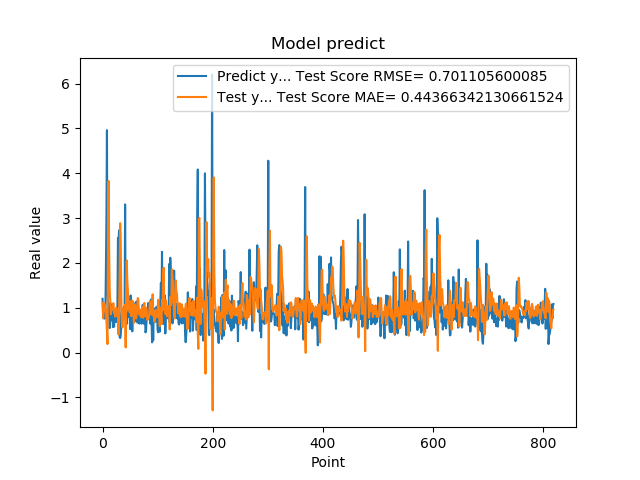 Model predict
Predict y... Test Score RMSE= 0.701105600085
Test y... Test Score MAE= 0.44366342130661524
6
5
4
3
2
1
0
−1
Real value
0 200 400 600 800
Point